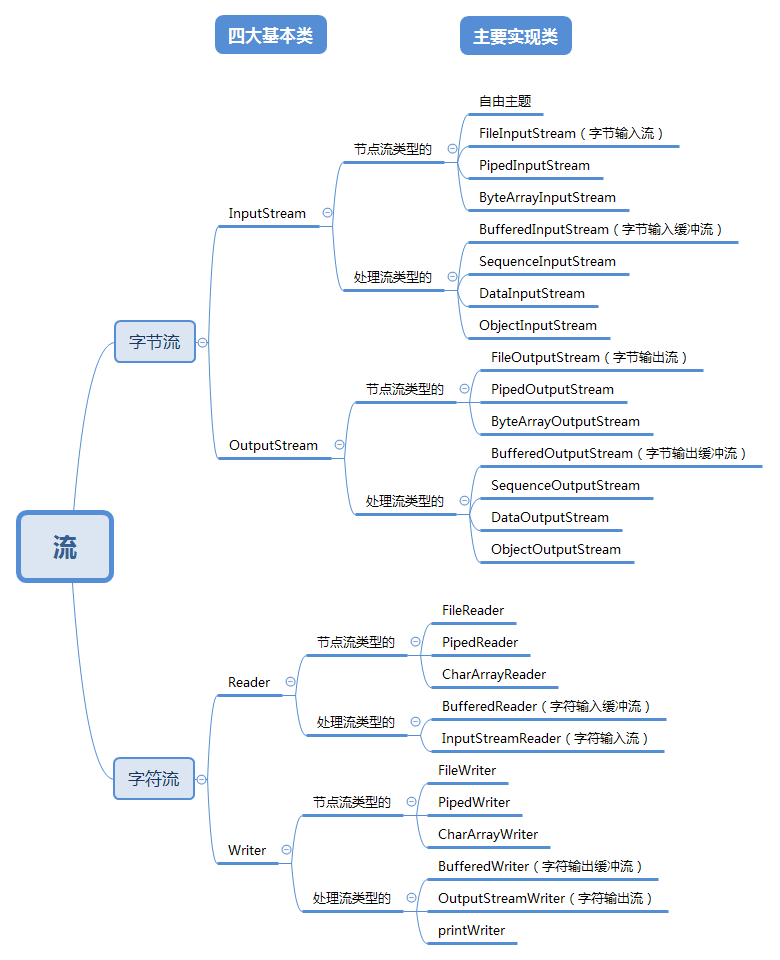 四大基本类
主要实现类
流
字节流
InputStream
节点流类型的
自由主题
FileInputStream（字节输入流）
PipedInputStream
ByteArrayInputStream
处理流类型的
BufferedInputStream（字节输入缓冲流）
SequenceInputStream
DataInputStream
ObjectInputStream
OutputStream
节点流类型的
FileOutputStream（字节输出流）
PipedOutputStream
ByteArrayOutputStream
处理流类型的
BufferedOutputStream（字节输出缓冲流）
SequenceOutputStream
DataOutputStream
ObjectOutputStream
字符流
Reader
节点流类型的
FileReader
PipedReader
CharArrayReader
处理流类型的
BufferedReader（字符输入缓冲流）
InputStreamReader（字符输入流）
Writer
节点流类型的
FileWriter
PipedWriter
CharArrayWriter
处理流类型的
BufferedWriter（字符输出缓冲流）
OutputStreamWriter（字符输出流）
printWriter